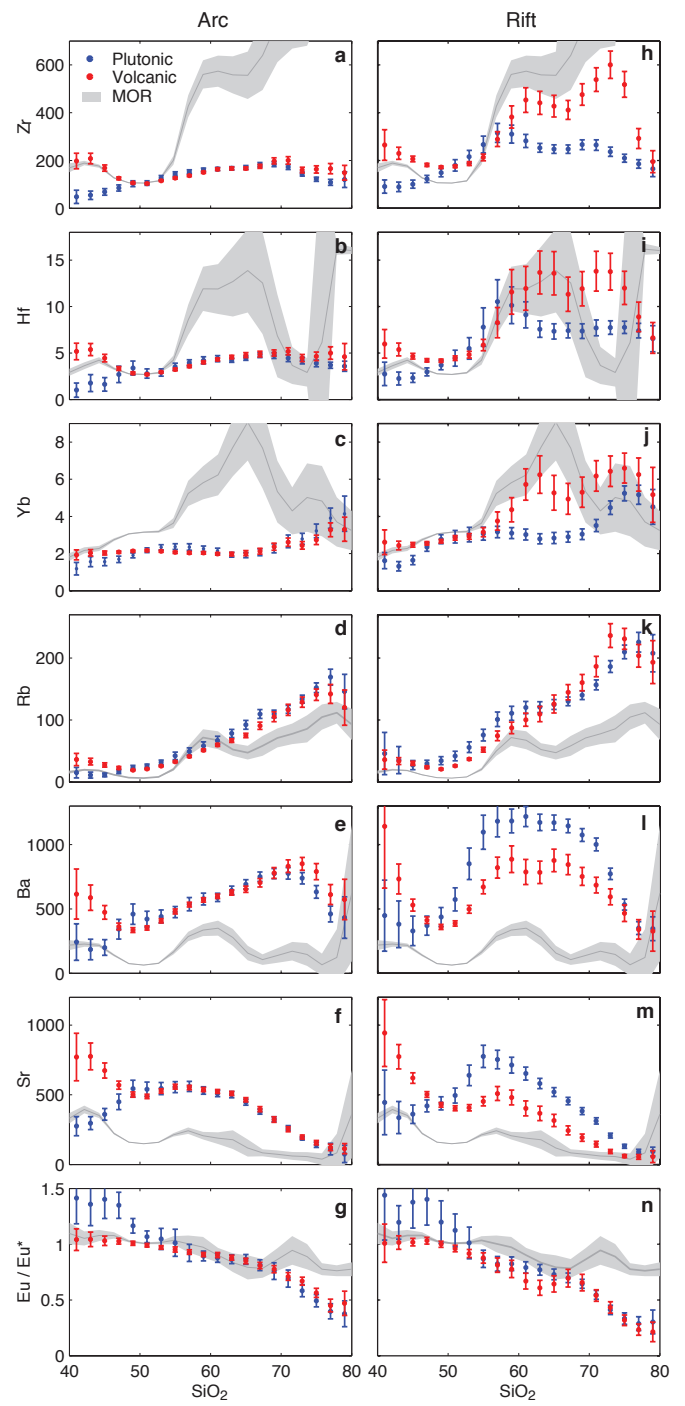 Arc
Rift
Plutonic
Volcanic
MOR
a
h
Zr
600
400
200
0
b
i
Hf
15
10
5
0
c
j
Yb
8
6
4
2
0
d
k
Rb
200
100
0
e
l
Ba
1000
500
0
f
m
Sr
1000
500
0
g
n
Eu / Eu*
1.5
1
0.5
0
40 50 60 70 80 40 50 60 70 80
SiO₂ SiO₂